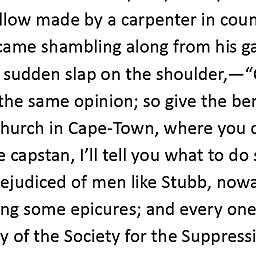 llow made by a carpenter in coun
came shambling along from his ga
sudden slap on the shoulder,—“
the same opinion; so give the ber
hurch in Cape-Town, where you
e capstan, I’ll tell you what to do s
ejudiced of men like Stubb, nowa
ng some epicures; and every one
y of the Society for the Suppressi